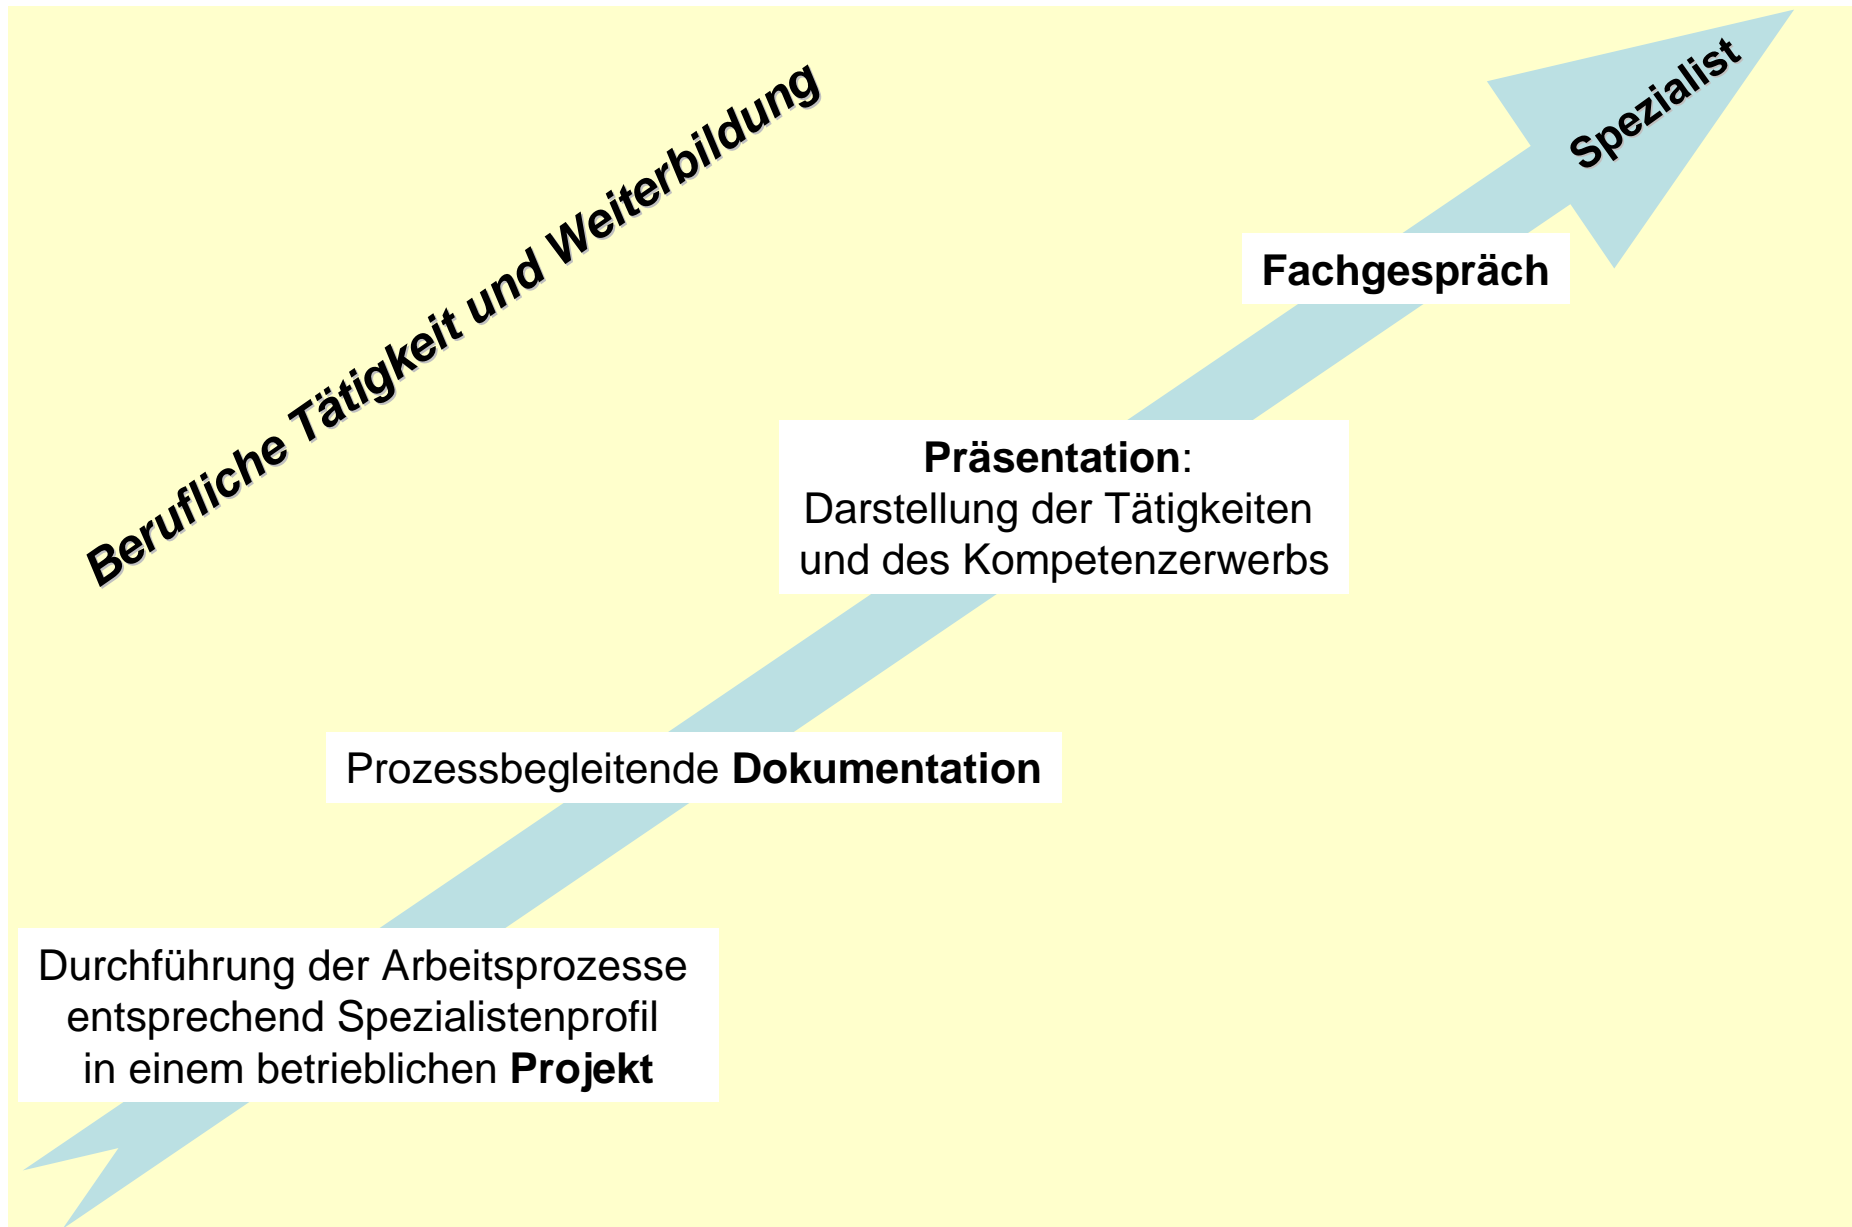 Berufliche Tätigkeit und Weiterbildung
Spezialist
Fachgespräch
Präsentation:
Darstellung der Tätigkeiten
und des Kompetenzerwerbs
Prozessbegleitende Dokumentation
Durchführung der Arbeitsprozesse
entsprechend Spezialistenprofil
in einem betrieblichen Projekt